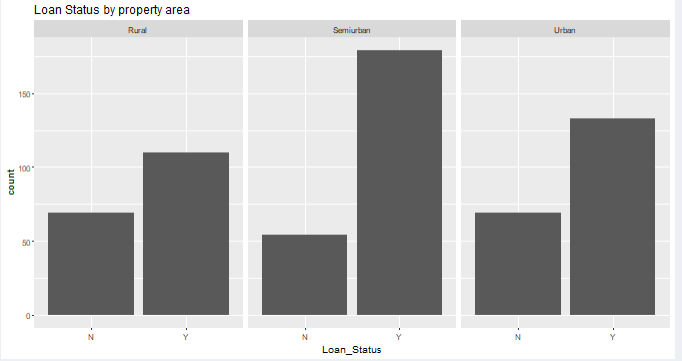 Loan Status by property area
Rural Semiurban Urban
150
100
50
0
count
N Y N Y N Y
Loan_Status